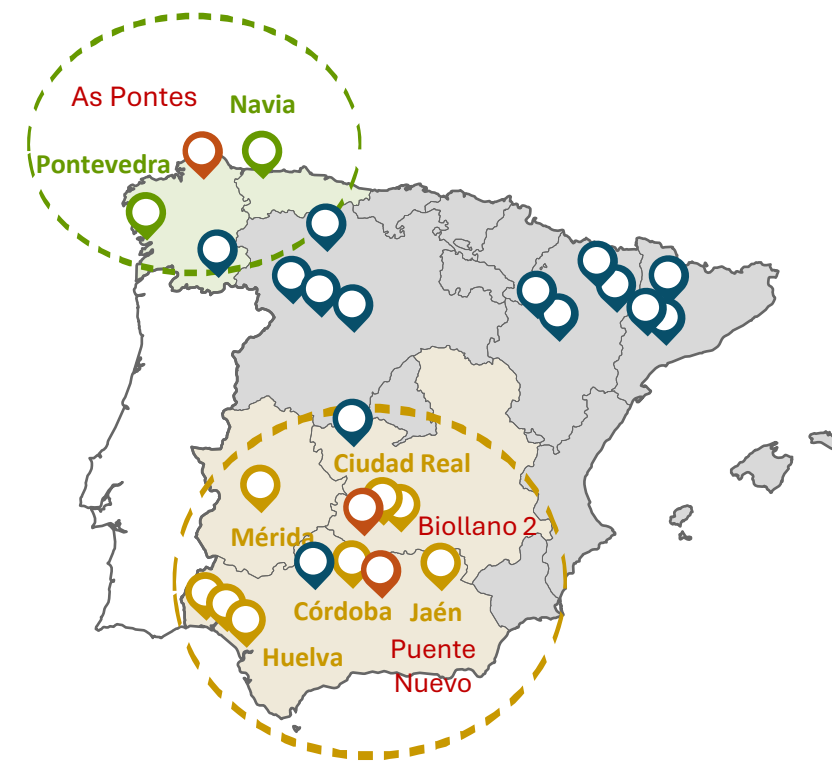 As Pontes
Navia
Pontevedra
Ciudad Real
Biollano 2
Mérida
Córdoba
Jaén
Huelva
Puente
Nuevo